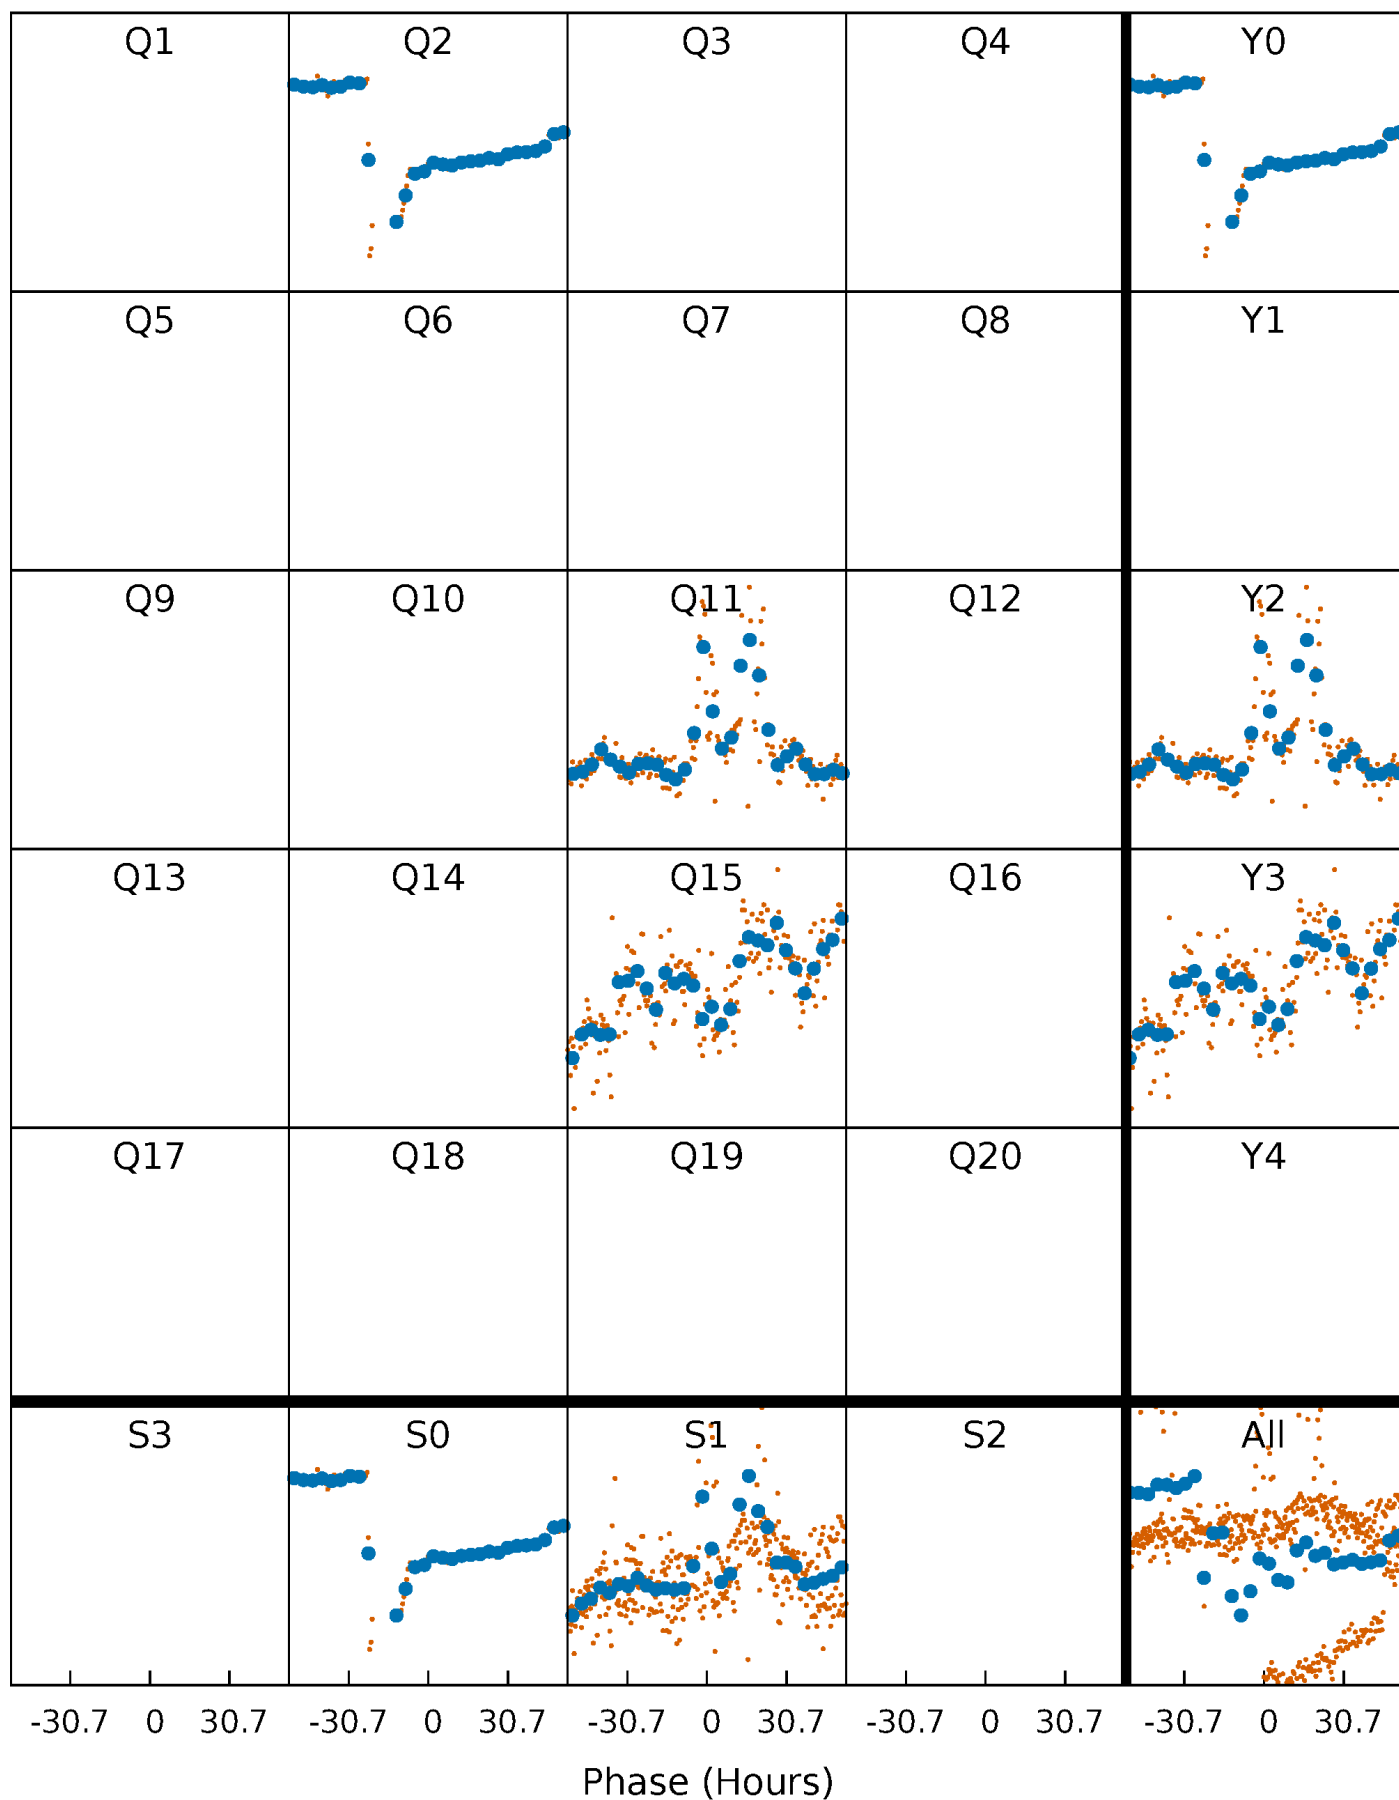 Q1 Q2 Q3 Q4 Y0
Q5 Q6 Q7 Q8 Y1
Q9 Q10 Q11 Q12 Y2
Q13 Q14 Q15 Q16 Y3
Q17 Q18 Q19 Q20 Y4
S3 S0 S1 S2 All
-30.7 0 30.7 -30.7 0 30.7 -30.7 0 30.7 -30.7 0 30.7 -30.7 0 30.7
Phase (Hours)